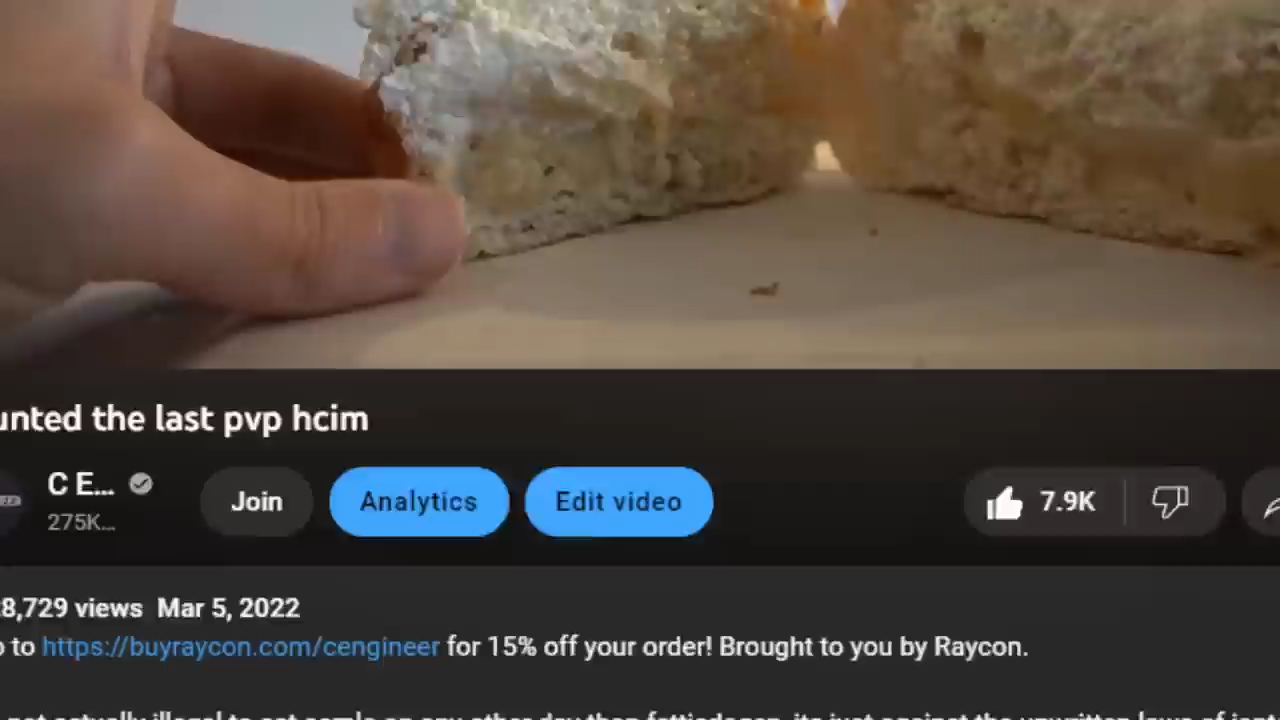 unted the last pvp hcim
C E...
275K...
Join
Analytics
Edit video
7.9K
8,729 views Mar 5, 2022
to https://buyraycon.com/cengineer for 15% off your order! Brought to you by Raycon.